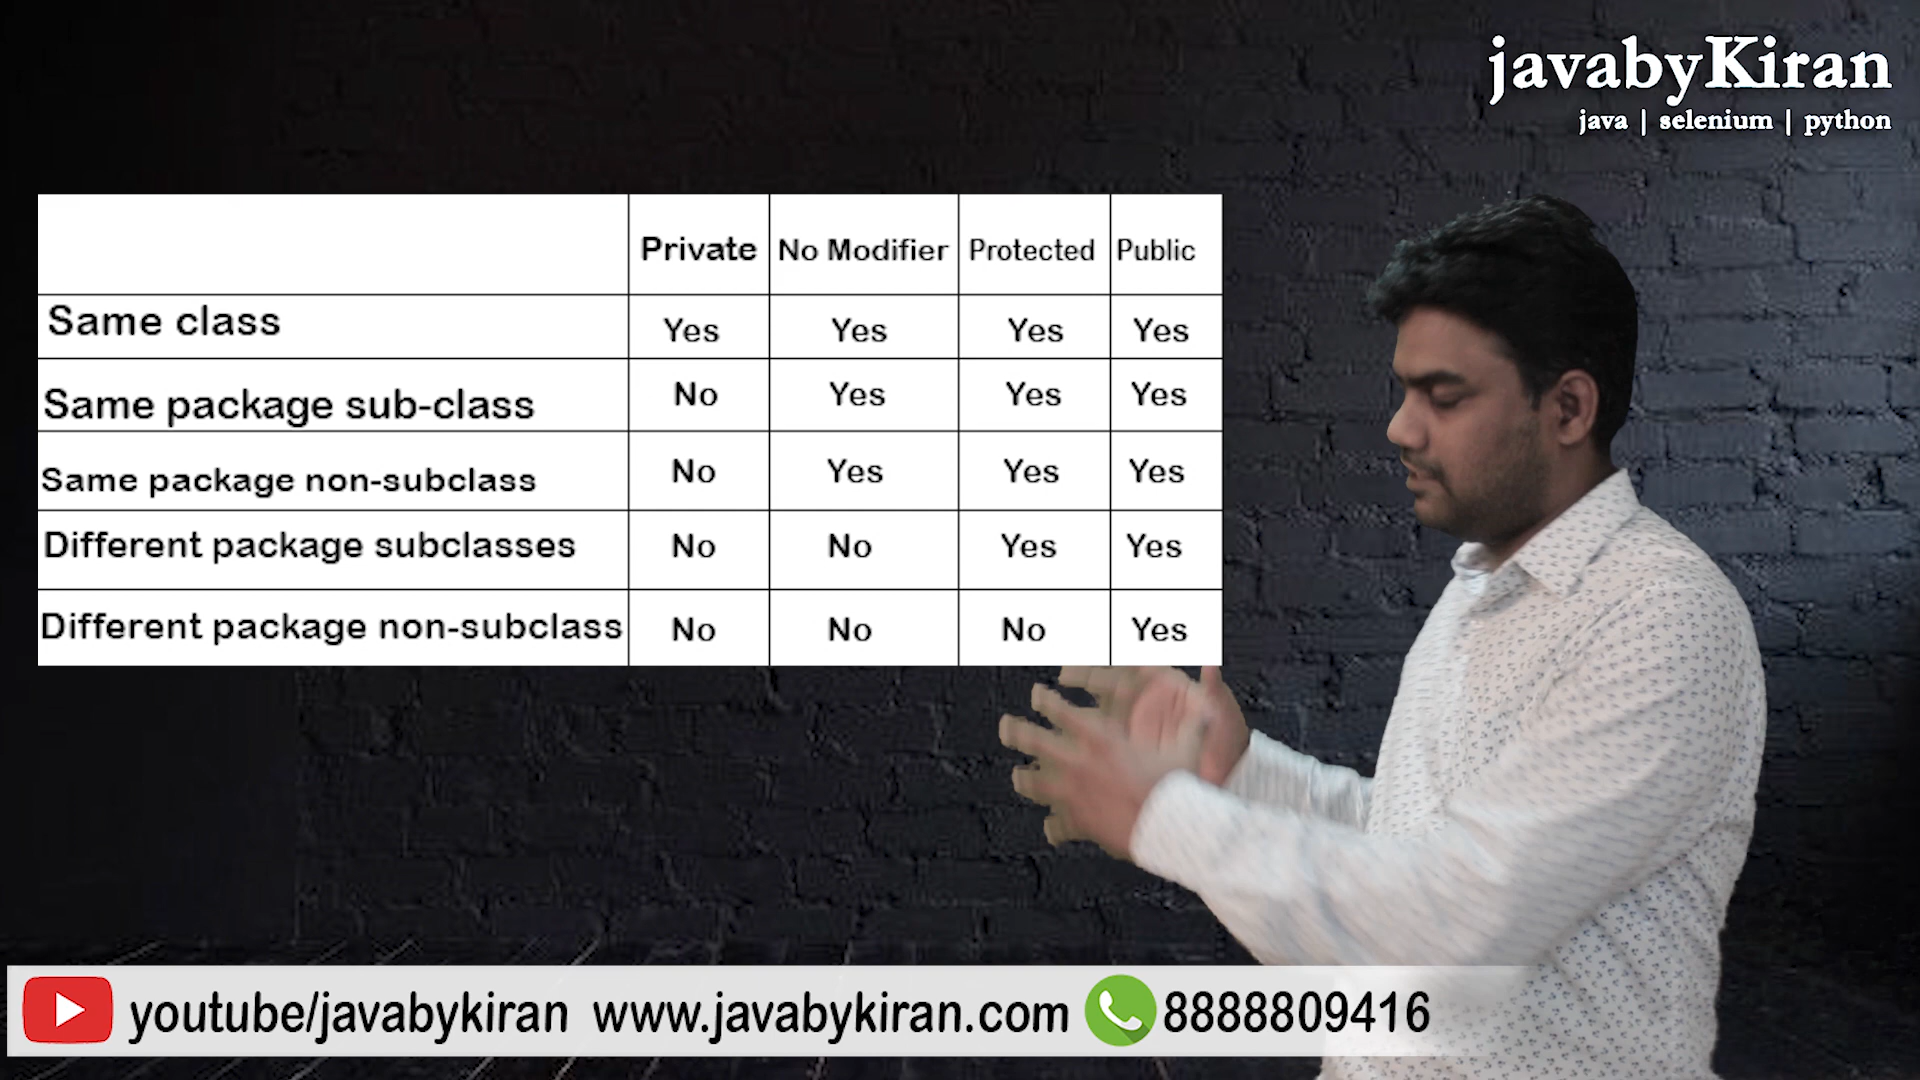 javabyKiran
java | selenium | python
Private No Modifier Protected Public
Same class Yes Yes Yes Yes
Same package sub-class No Yes Yes Yes
Same package non-subclass No Yes Yes Yes
Different package subclasses No No Yes Yes
Different package non-subclass No No No Yes
youtube/javabykiran www.javabykiran.com 8888809416